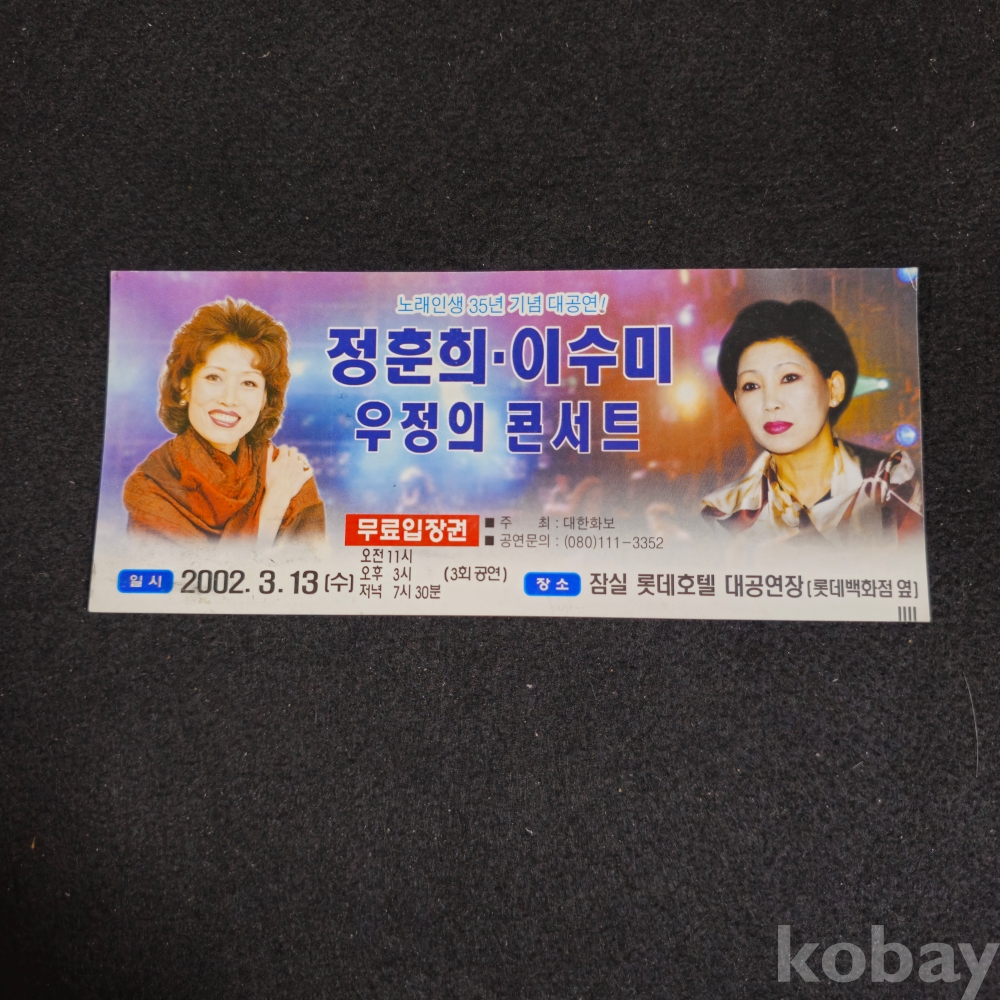 노래인생 35년 기념 대공연!
정훈희·이수미
우정의 콘서트
무료입장권
■ 주 최 : 대한화보
■ 공연문의 : (080)111-3352
일 시 2002. 3. 13 (수)
오전 11시
오후 3시
저녁 7시 30분
(3회 공연)
장 소 잠실 롯데호텔 대공연장 [롯데백화점 옆]
kobay